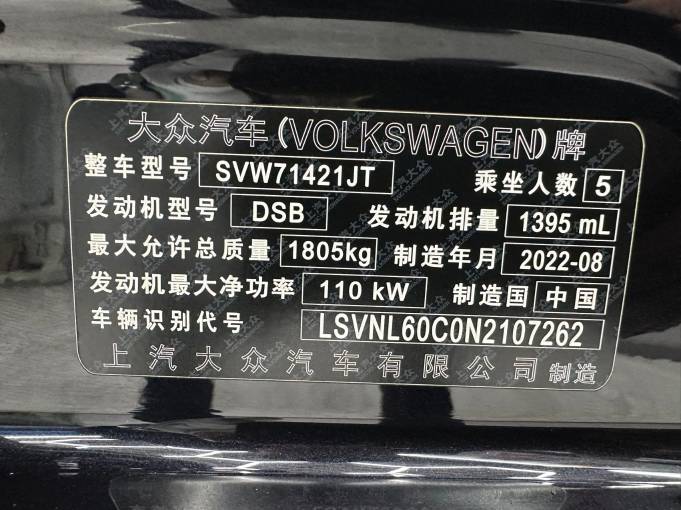 大众汽车(VOLKSWAGEN)牌
整车型号 SVW71421JT 乘坐人数 5
发动机型号 DSB 发动机排量 1395 mL
最大允许总质量 1805kg 制造年月 2022-08
发动机最大净功率 110 kW 制造国 中国
车辆识别代号 LSVNL60C0N2107262
上汽大众汽车有限公司 制造